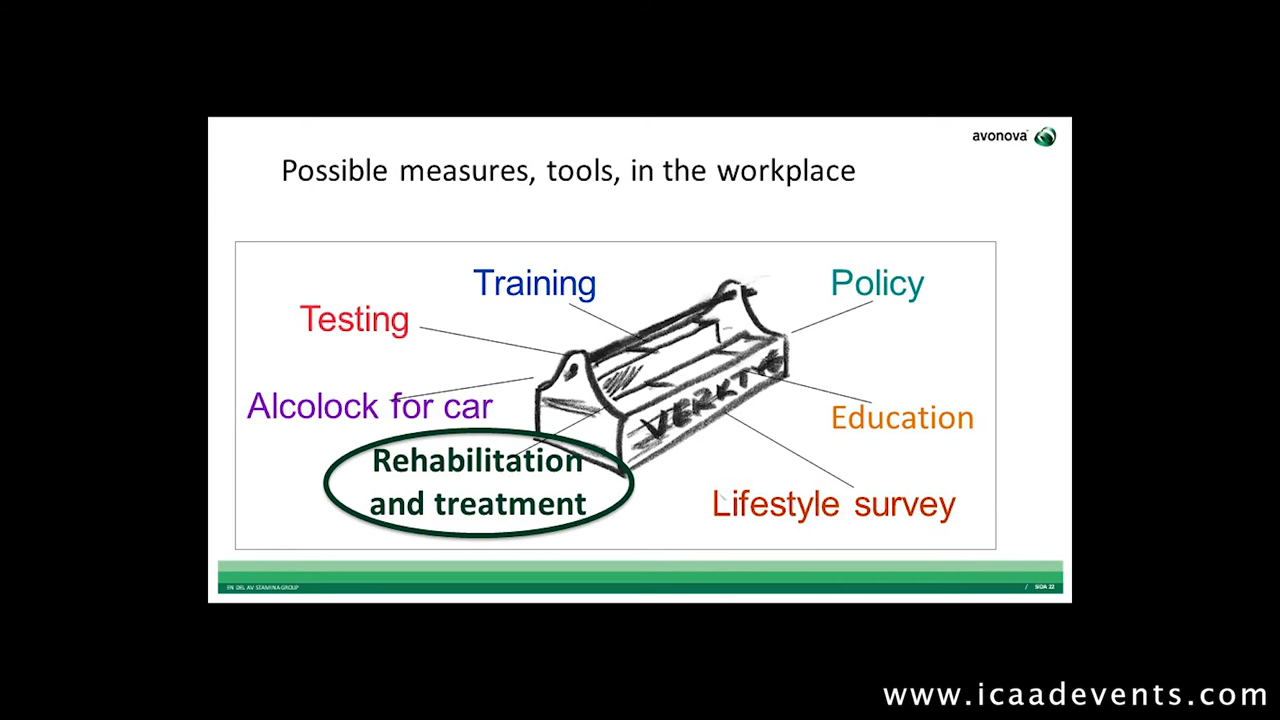 avonova
Possible measures, tools, in the workplace
Training
Policy
Testing
Alcolock for car
VERKTYG
Education
Rehabilitation
and treatment
Lifestyle survey
EN DEL AV STAMINA GROUP
/ SIDA 22
www.icaadevents.com